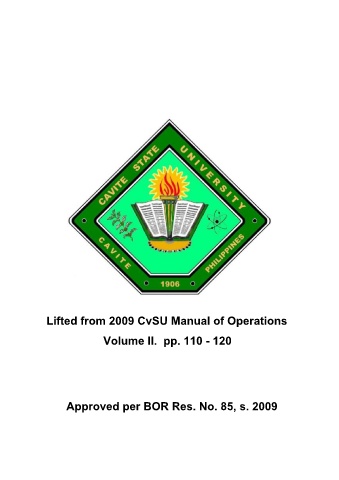 CAVITE STATE UNIVERSITY
CAVITE
PHILIPPINES
1906
Lifted from 2009 CvSU Manual of Operations
Volume II. pp. 110 - 120
Approved per BOR Res. No. 85, s. 2009